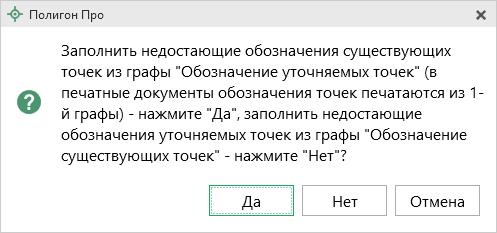 Полигон Про
Заполнить недостающие обозначения существующих
точек из графы "Обозначение уточняемых точек" (в
печатные документы обозначения точек печатаются из 1-
й графы) - нажмите "Да", заполнить недостающие
обозначения уточняемых точек из графы "Обозначение
существующих точек" - нажмите "Нет"?
Да
Нет
Отмена